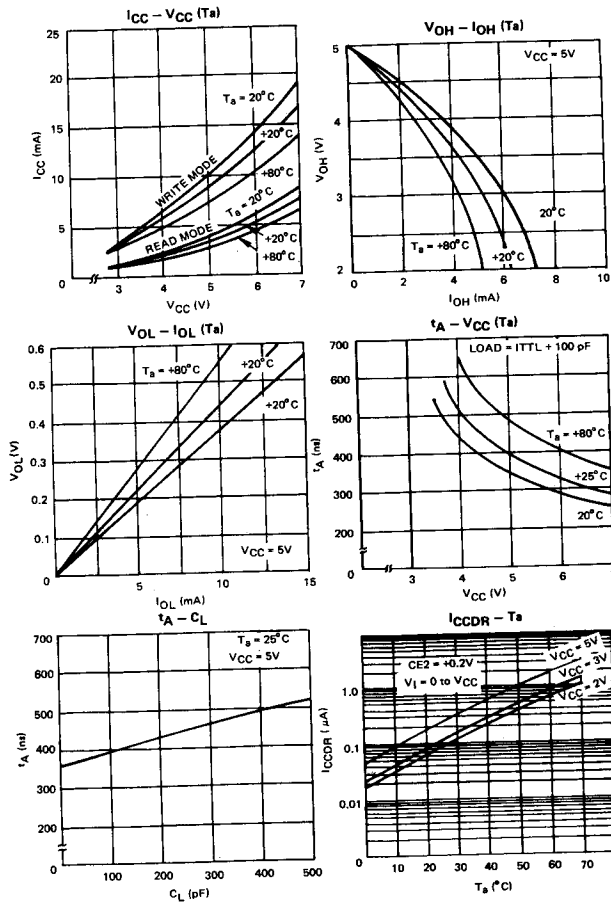 ICC – VCC (Ta)
25
20
15
10
5
0
ICC (mA)
Ta = 20°C
+20°C
+80°C
WRITE MODE
Ta = 20°C
READ MODE
+20°C
+80°C
3
4
5
6
7
VCC (V)
VOH – IOH (Ta)
VCC = 5V
5
4
3
2
VOH (V)
20°C
Ta = +80°C
+20°C
0
2
4
6
8
10
IOH (mA)
VOL – IOL (Ta)
0.6
0.5
0.4
0.3
0.2
0.1
0
VOL (V)
Ta = +80°C
+20°C
+20°C
VCC = 5V
5
10
15
IOL (mA)
tA – VCC (Ta)
LOAD = ITTL + 100 pF
700
600
500
400
300
200
0
tA (ns)
Ta = +80°C
+25°C
20°C
4
5
6
VCC (V)
tA – CL
Ta = 25°C
VCC = 5V
700
600
500
400
300
200
0
tA (ns)
100
200
300
400
500
CL (pF)
ICCDR – Ta
CE2 = +0.2V
VI = 0 to VCC
VCC = 5V
VCC = 3V
VCC = 2V
1.0
0.1
0.01
ICCDR (μA)
0
20
40
60
Ta (°C)